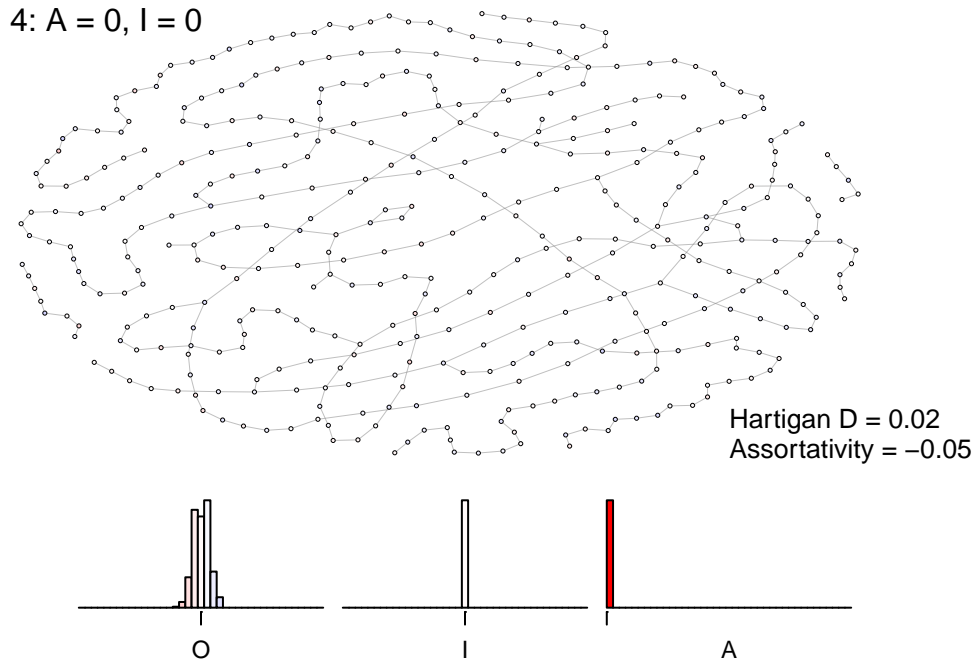 4: A = 0, I = 0
Hartigan D = 0.02
Assortativity = −0.05
O
I
A